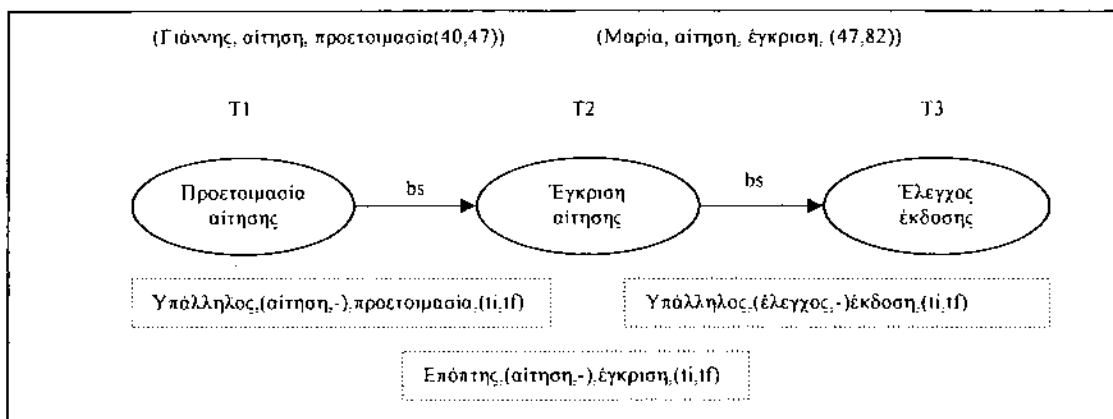 (Γιάννης, αίτηση, προετοιμασία(40,47)) (Μαρία, αίτηση, έγκριση, (47,82))
T1 T2 T3
Προετοιμασία
αίτησης
bs
Έγκριση
αίτησης
bs
Έλεγχος
έκδοσης
Υπάλληλος,(αίτηση,-),προετοιμασία,(ti,tf) Υπάλληλος,(έλεγχος,-)έκδοση,(ti,tf)
Επόπτης,(αίτηση,-),έγκριση,(ti,tf)